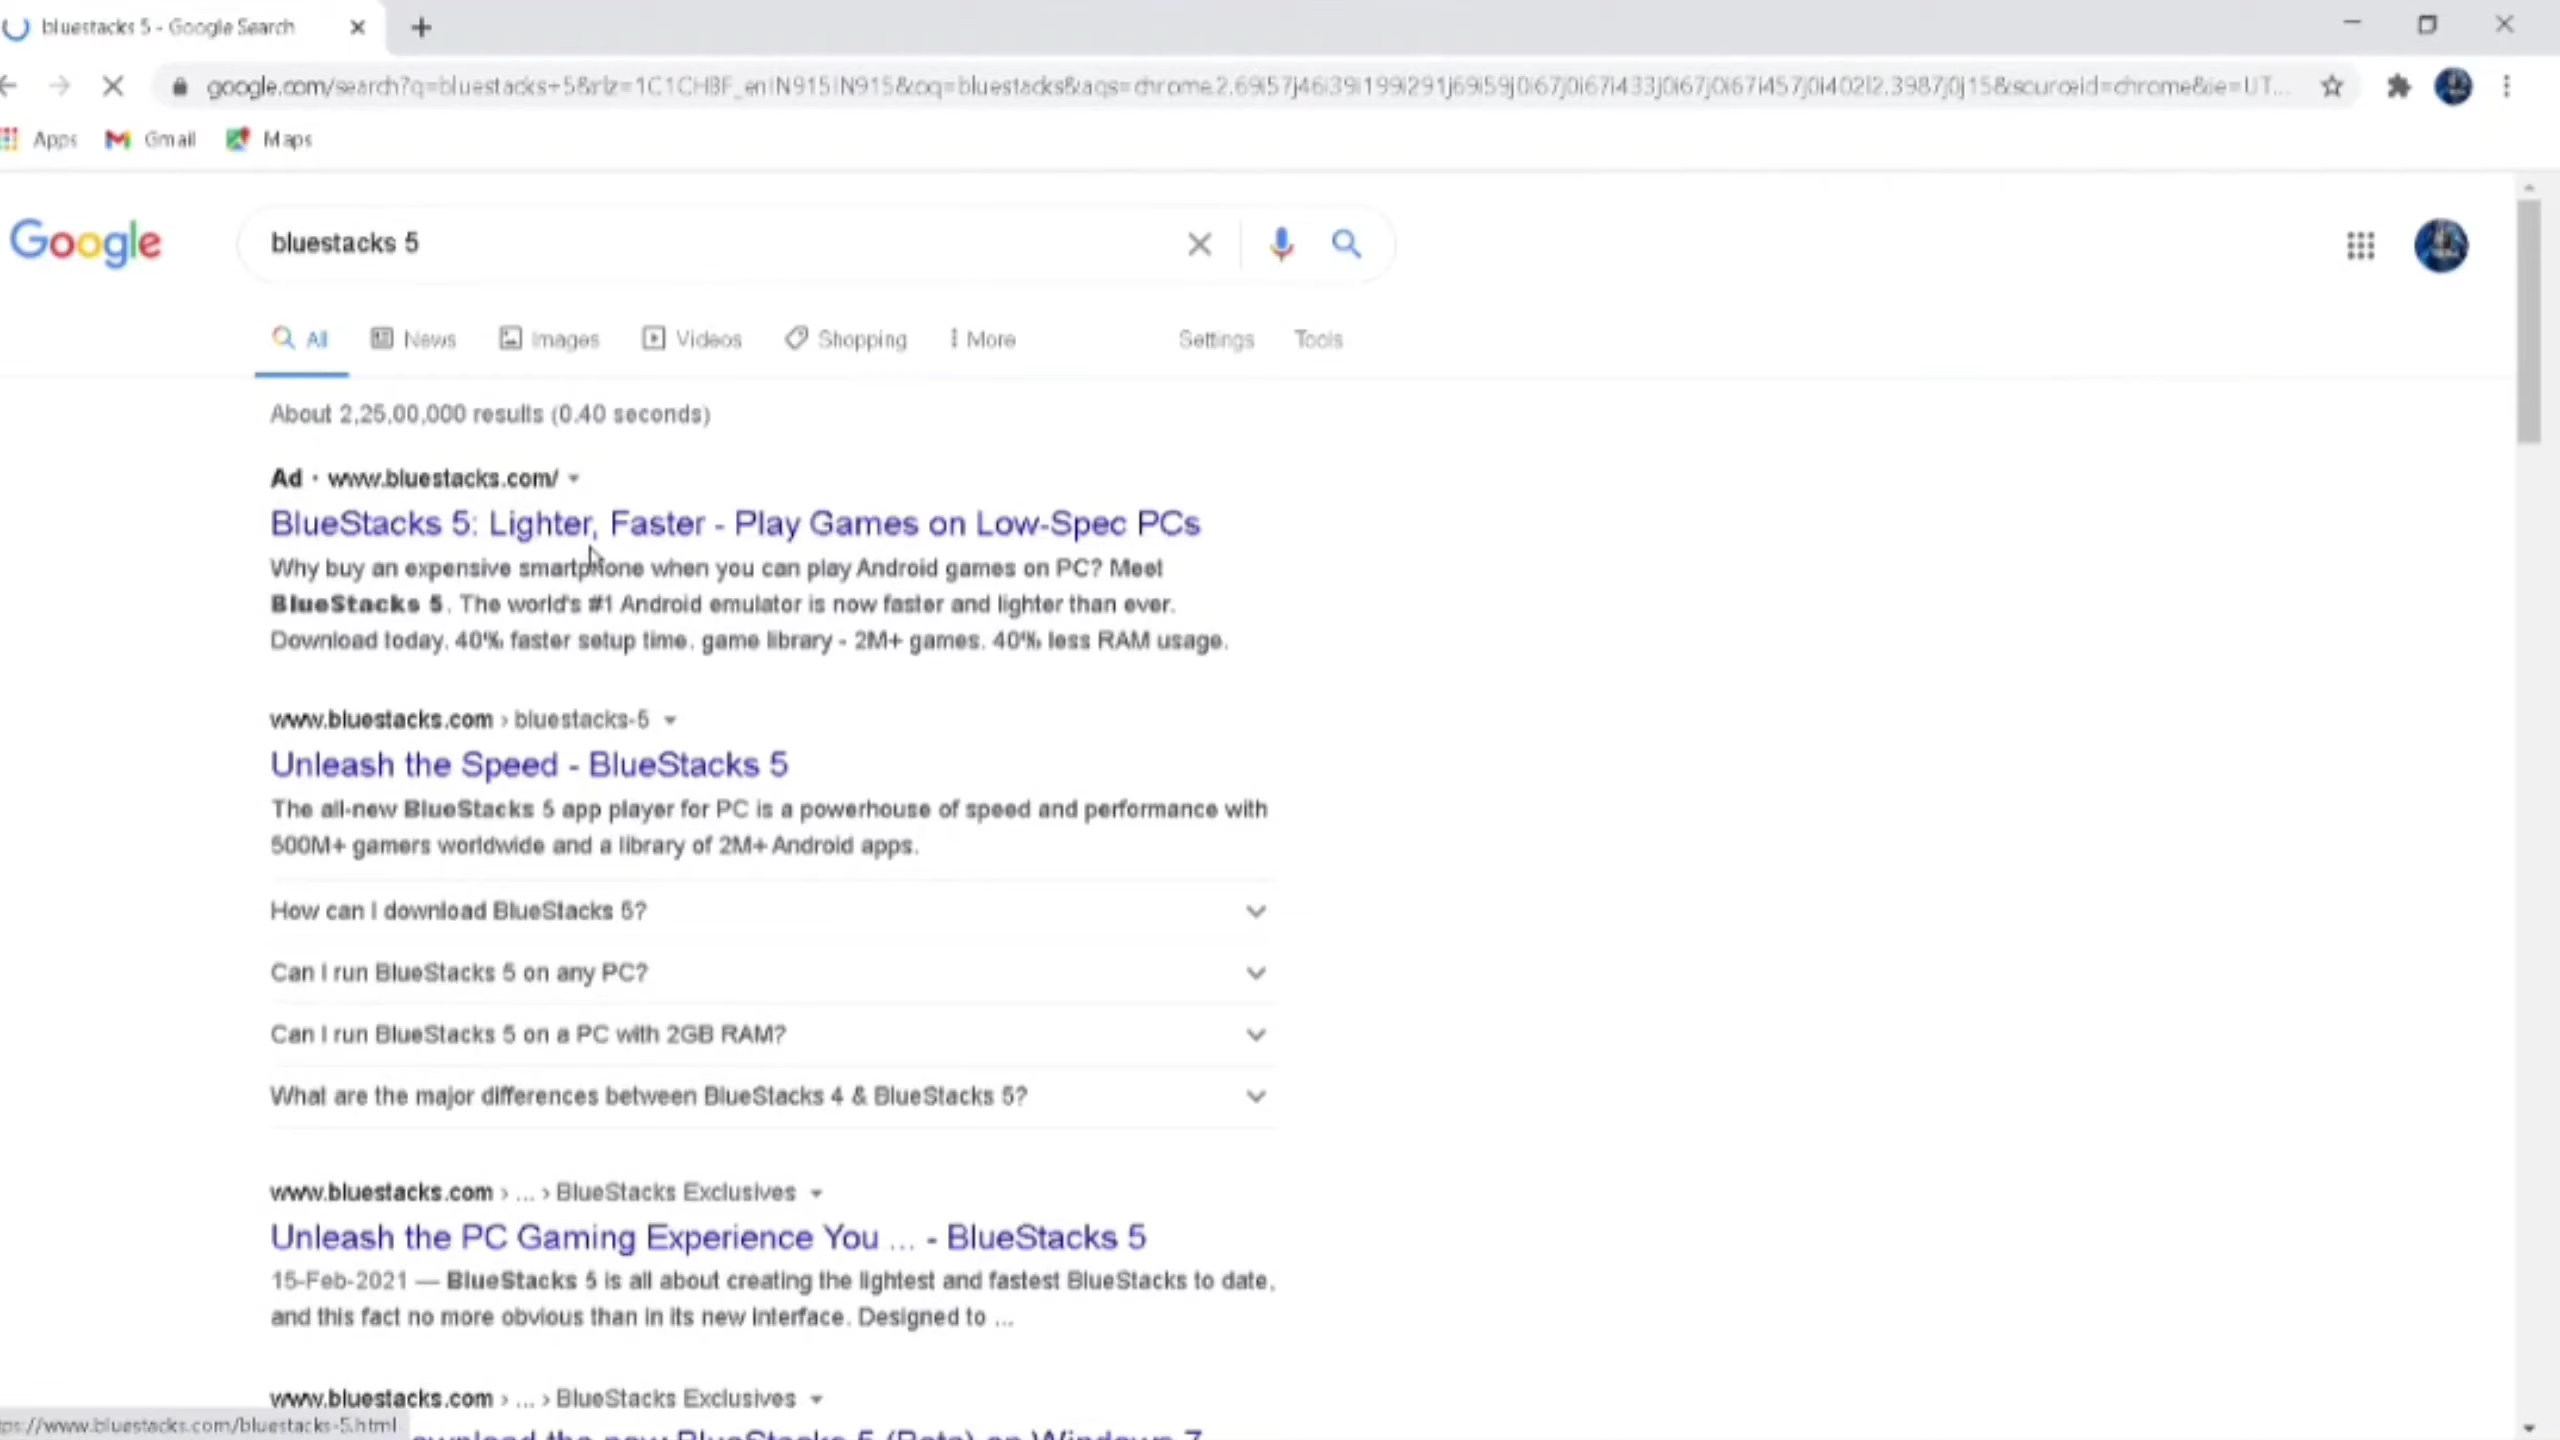 bluestacks 5 - Google Search
google.com/search?q=bluestacks+5&rlz=1C1CHBF_enIN915IN915&oq=bluestacks&aqs=chrome.2.69i57j46i39i199i291j69i59j0i67j0i67i433j0i67j0i67i457j0i402l2.3987j0j15&sourceid=chrome&ie=UT...
Apps Gmail Maps
Google bluestacks 5
All News Images Videos Shopping More Settings Tools
About 2,25,00,000 results (0.40 seconds)
Ad · www.bluestacks.com/
BlueStacks 5: Lighter, Faster - Play Games on Low-Spec PCs
Why buy an expensive smartphone when you can play Android games on PC? Meet
BlueStacks 5. The world's #1 Android emulator is now faster and lighter than ever.
Download today. 40% faster setup time. game library - 2M+ games. 40% less RAM usage.
www.bluestacks.com › bluestacks-5
Unleash the Speed - BlueStacks 5
The all-new BlueStacks 5 app player for PC is a powerhouse of speed and performance with
500M+ gamers worldwide and a library of 2M+ Android apps.
How can I download BlueStacks 5?
Can I run BlueStacks 5 on any PC?
Can I run BlueStacks 5 on a PC with 2GB RAM?
What are the major differences between BlueStacks 4 & BlueStacks 5?
www.bluestacks.com › ... › BlueStacks Exclusives
Unleash the PC Gaming Experience You ... - BlueStacks 5
15-Feb-2021 — BlueStacks 5 is all about creating the lightest and fastest BlueStacks to date,
and this fact no more obvious than in its new interface. Designed to ...
www.bluestacks.com › ... › BlueStacks Exclusives
ownload the new BlueStacks 5 (Beta) on Windows 7
ps://www.bluestacks.com/bluestacks-5.html